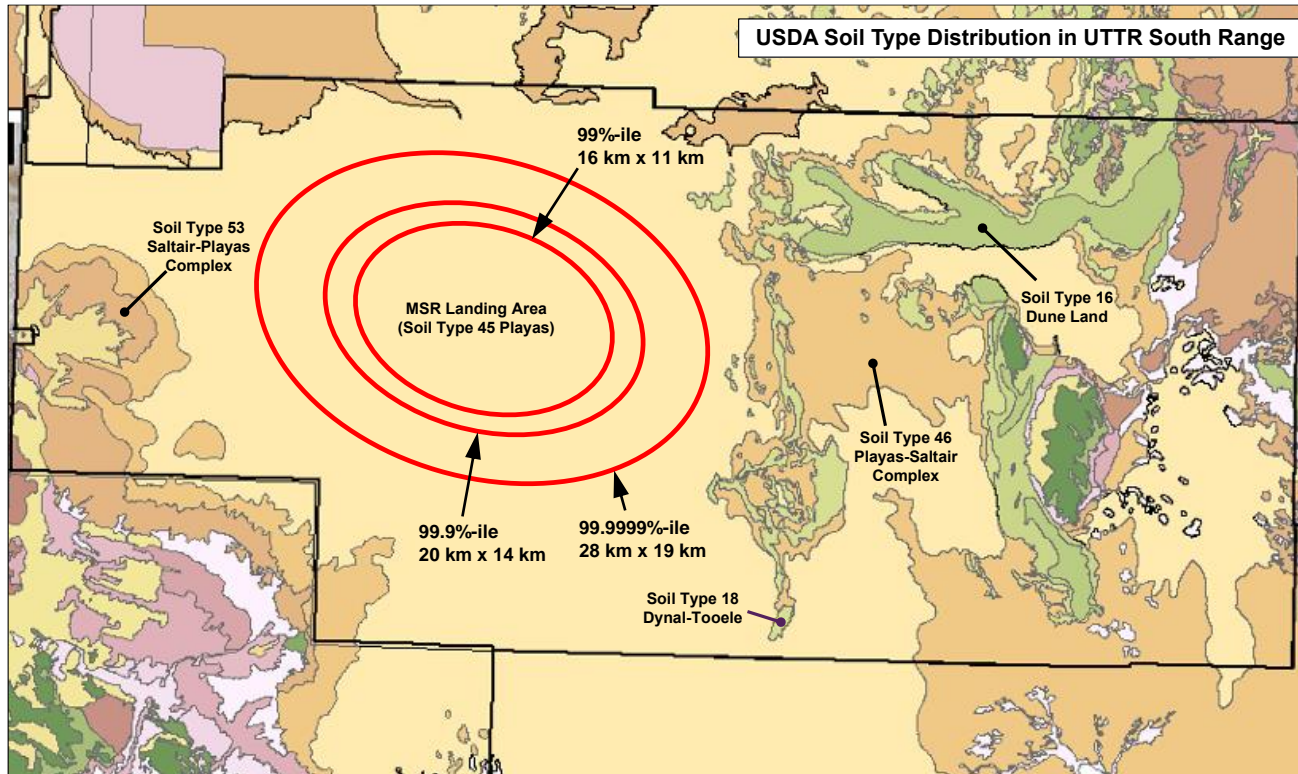 USDA Soil Type Distribution in UTTR South Range
99%-ile
16 km x 11 km
Soil Type 53
Saltair-Playas
Complex
MSR Landing Area
(Soil Type 45 Playas)
Soil Type 16
Dune Land
Soil Type 46
Playas-Saltair
Complex
99.9%-ile
20 km x 14 km
99.9999%-ile
28 km x 19 km
Soil Type 18
Dynal-Tooele